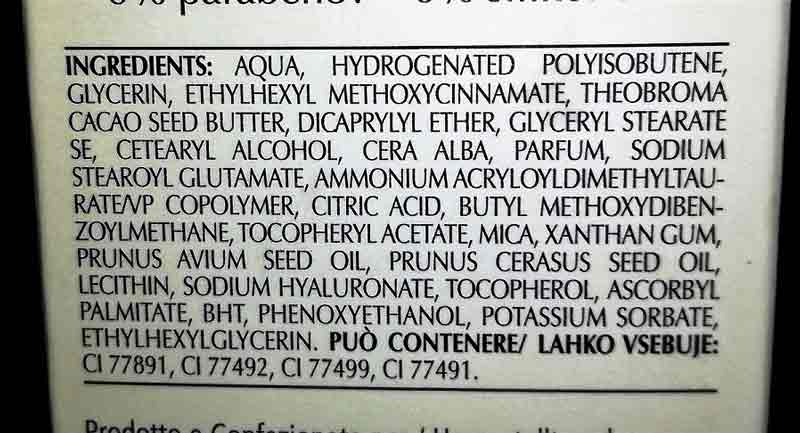 INGREDIENTS: AQUA, HYDROGENATED POLYISOBUTENE,
GLYCERIN, ETHYLHEXYL METHOXYCINNAMATE, THEOBROMA
CACAO SEED BUTTER, DICAPRYLYL ETHER, GLYCERYL STEARATE
SE, CETEARYL ALCOHOL, CERA ALBA, PARFUM, SODIUM
STEAROYL GLUTAMATE, AMMONIUM ACRYLOYLDIMETHYLTAU-
RATE/VP COPOLYMER, CITRIC ACID, BUTYL METHOXYDIBEN-
ZOYLMETHANE, TOCOPHERYL ACETATE, MICA, XANTHAN GUM,
PRUNUS AVIUM SEED OIL, PRUNUS CERASUS SEED OIL,
LECITHIN, SODIUM HYALURONATE, TOCOPHEROL, ASCORBYL
PALMITATE, BHT, PHENOXYETHANOL, POTASSIUM SORBATE,
ETHYLHEXYLGLYCERIN. PUÒ CONTENERE/ LAHKO VSEBUJE:
CI 77891, CI 77492, CI 77499, CI 77491.